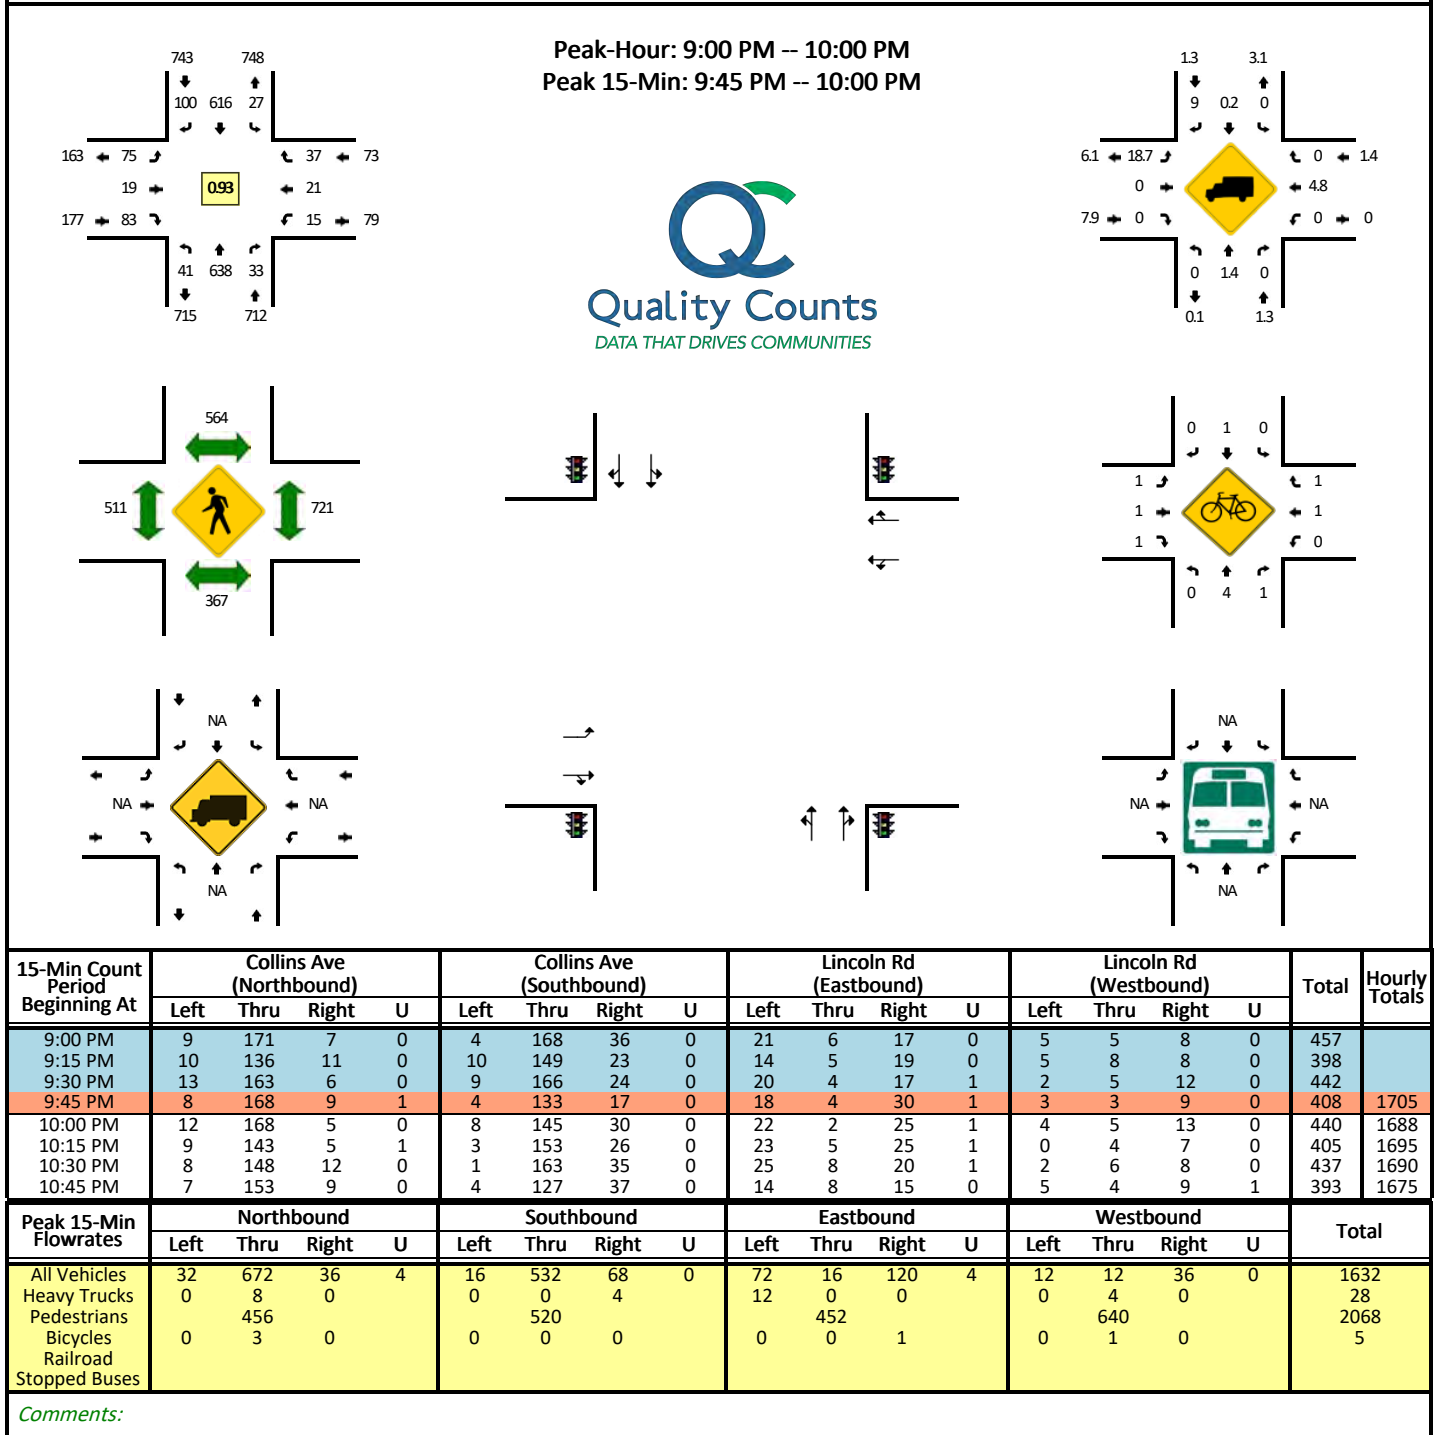 Peak-Hour: 9:00 PM -- 10:00 PM
Peak 15-Min: 9:45 PM -- 10:00 PM
743 748
100 616 27
163 75 37 73
19 0.93 21
177 83 15 79
41 638 33
715 712
1.3 3.1
9 0.2 0
6.1 18.7 0 1.4
0 4.8
7.9 0 0 0
0 1.4 0
0.1 1.3
QC
Quality Counts
DATA THAT DRIVES COMMUNITIES
564
511 721
367
0 1 0
1 1
1 1
1 0
0 4 1
NA
NA NA
NA
NA
NA NA
NA
15-Min Count Period Beginning At Collins Ave (Northbound) Collins Ave (Southbound) Lincoln Rd (Eastbound) Lincoln Rd (Westbound) Total Hourly Totals
Left Thru Right U Left Thru Right U Left Thru Right U Left Thru Right U
9:00 PM 9 171 7 0 4 168 36 0 21 6 17 0 5 5 8 0 457
9:15 PM 10 136 11 0 10 149 23 0 14 5 19 0 5 8 8 0 398
9:30 PM 13 163 6 0 9 166 24 0 20 4 17 1 2 5 12 0 442
9:45 PM 8 168 9 1 4 133 17 0 18 4 30 1 3 3 9 0 408 1705
10:00 PM 12 168 5 0 8 145 30 0 22 2 25 1 4 5 13 0 440 1688
10:15 PM 9 143 5 1 3 153 26 0 23 5 25 1 0 4 7 0 405 1695
10:30 PM 8 148 12 0 1 163 35 0 25 8 20 1 2 6 8 0 437 1690
10:45 PM 7 153 9 0 4 127 37 0 14 8 15 0 5 4 9 1 393 1675
Peak 15-Min Flowrates Northbound Southbound Eastbound Westbound Total
Left Thru Right U Left Thru Right U Left Thru Right U Left Thru Right U
All Vehicles 32 672 36 4 16 532 68 0 72 16 120 4 12 12 36 0 1632
Heavy Trucks 0 8 0 0 0 4 12 0 0 0 4 0 28
Pedestrians 456 520 452 640 2068
Bicycles 0 3 0 0 0 0 0 0 1 0 1 0 5
Railroad
Stopped Buses
Comments: